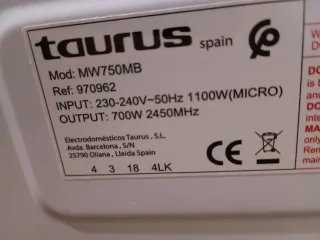 taurus spain
Mod: MW750MB
Ref: 970962
INPUT: 230-240V~50Hz 1100W(MICRO)
OUTPUT: 700W 2450MHz
Electrodomésticos Taurus , S.L.
Avda. Barcelona , S/N
25790 Oliana , Lleida Spain
CE
4 3 18 4LK